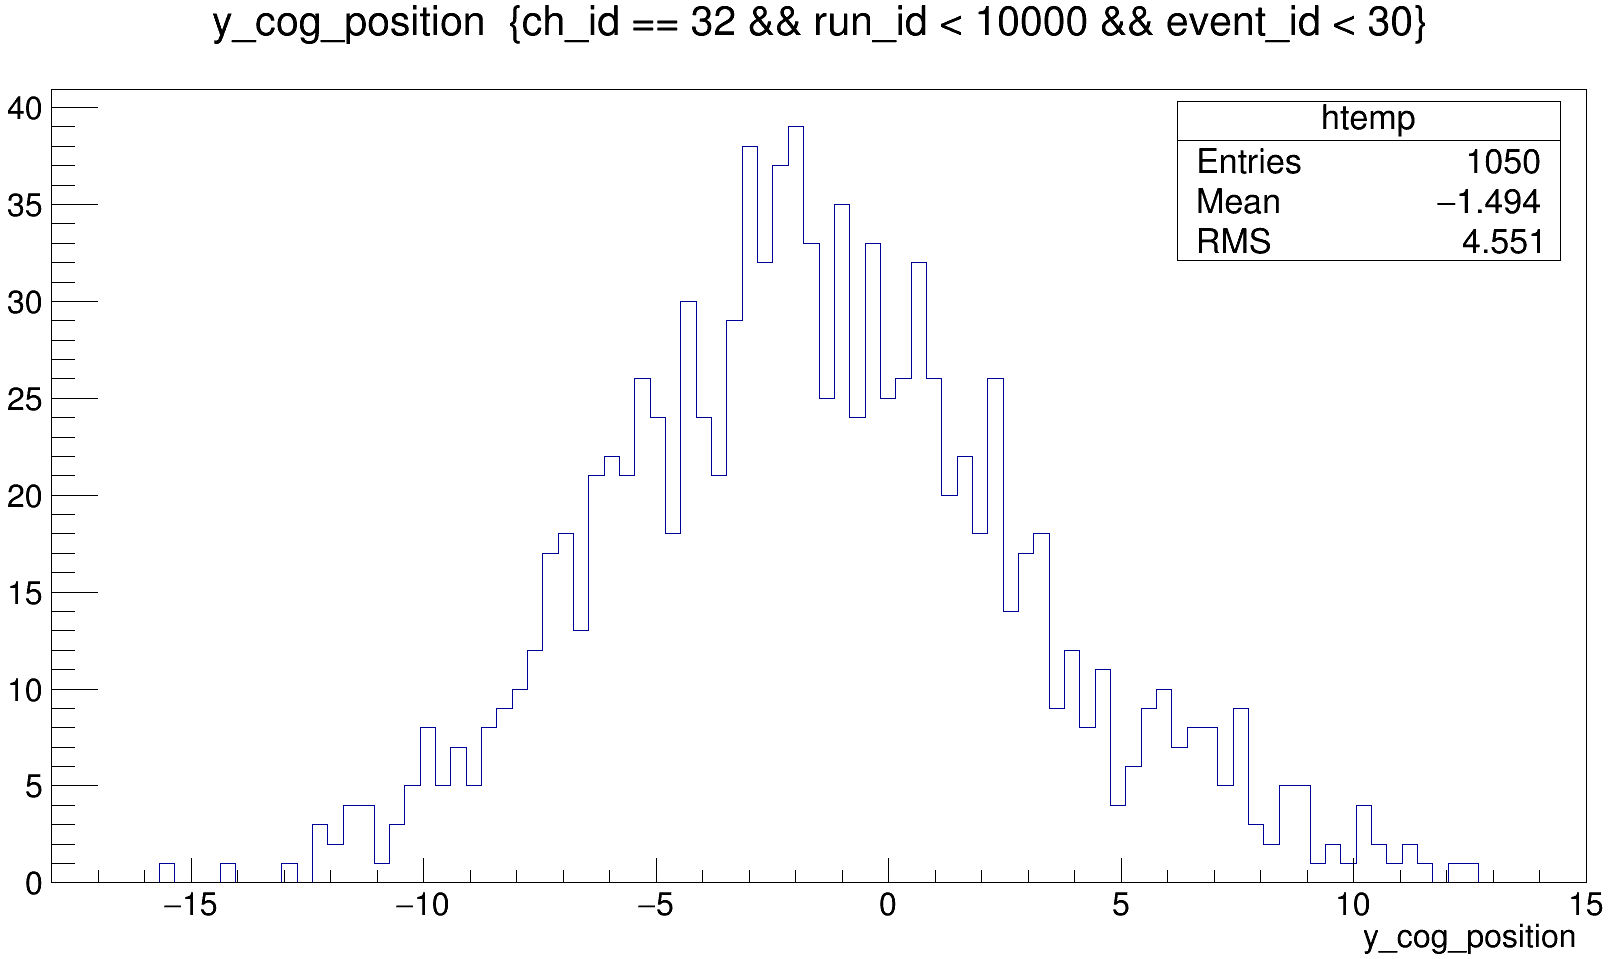 y_cog_position {ch_id == 32 && run_id < 10000 && event_id < 30}
htemp
Entries 1050
Mean −1.494
RMS 4.551
40
35
30
25
20
15
10
5
0
−15 −10 −5 0 5 10 15
y_cog_position